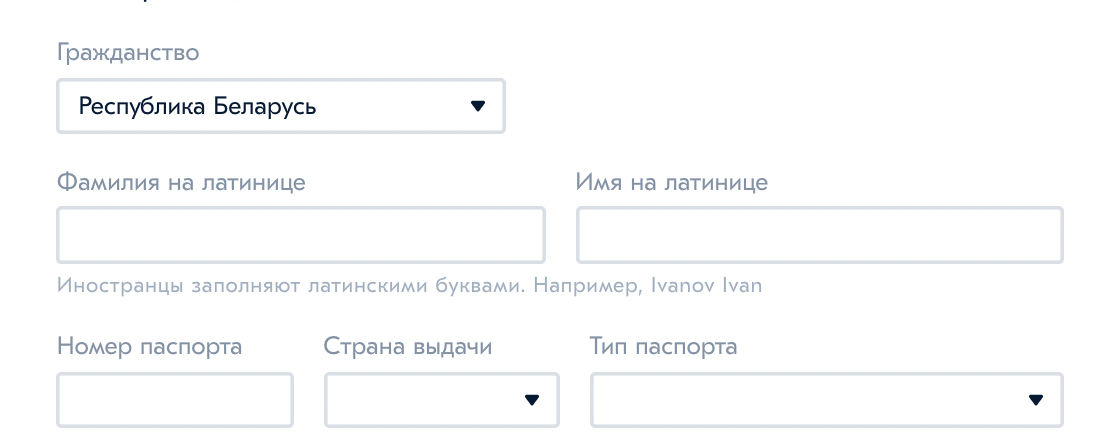 Гражданство
Республика Беларусь
Фамилия на латинице Имя на латинице
Иностранцы заполняют латинскими буквами. Например, Ivanov Ivan
Номер паспорта Страна выдачи Тип паспорта